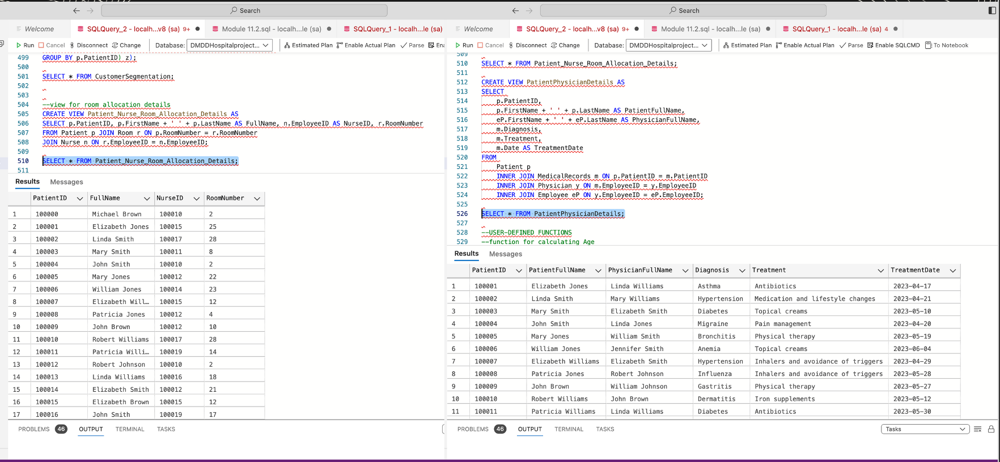 Search
Welcome
SQLQuery_2 - localh...v8 (sa) 9+
Module 11.2.sql - localh...le (sa)
SQLQuery_1 - localh...le (sa)
Run Cancel Disconnect Change Database: DMDDHospitalproject... Estimated Plan Enable Actual Plan Parse Ena
499 GROUP BY p.PatientID) z);
500
501 SELECT * FROM CustomerSegmentation;
502
503
504 --view for room allocation details
505 CREATE VIEW Patient_Nurse_Room_Allocation_Details AS
506 SELECT p.PatientID, p.FirstName + ' ' + p.LastName AS FullName, n.EmployeeID AS NurseID, r.RoomNumber
507 FROM Patient p JOIN Room r ON p.RoomNumber = r.RoomNumber
508 JOIN Nurse n ON r.EmployeeID = n.EmployeeID;
509
510 SELECT * FROM Patient_Nurse_Room_Allocation_Details;
511
Results Messages
PatientID FullName NurseID RoomNumber
1 100000 Michael Brown 100010 2
2 100001 Elizabeth Jones 100015 25
3 100002 Linda Smith 100017 28
4 100003 Mary Smith 100011 8
5 100004 John Smith 100010 2
6 100005 Mary Jones 100012 22
7 100006 William Jones 100014 23
8 100007 Elizabeth Will... 100015 12
9 100008 Patricia Jones 100012 4
10 100009 John Brown 100012 10
11 100010 Robert Williams 100017 28
12 100011 Patricia Willi... 100019 14
13 100012 Robert Johnson 100010 2
14 100013 Linda Williams 100016 18
15 100014 Elizabeth Smith 100012 21
16 100015 Elizabeth Brown 100015 12
17 100016 John Smith 100019 17
PROBLEMS 46 OUTPUT TERMINAL TASKS
Search
Welcome
SQLQuery_2 - localh...v8 (sa) 9+
Module 11.2.sql - localh...le (sa)
SQLQuery_1 - localh...le (sa) 4
Run Cancel Disconnect Change Database: DMDDHospitalproject... Estimated Plan Enable Actual Plan Parse Enable SQLCMD To Notebook
509
510 SELECT * FROM Patient_Nurse_Room_Allocation_Details;
511
512 CREATE VIEW PatientPhysicianDetails AS
513 SELECT
514 p.PatientID,
515 p.FirstName + ' ' + p.LastName AS PatientFullName,
516 eP.FirstName + ' ' + eP.LastName AS PhysicianFullName,
517 m.Diagnosis,
518 m.Treatment,
519 m.Date AS TreatmentDate
520 FROM
521 Patient p
522 INNER JOIN MedicalRecords m ON p.PatientID = m.PatientID
523 INNER JOIN Physician y ON m.EmployeeID = y.EmployeeID
524 INNER JOIN Employee eP ON y.EmployeeID = eP.EmployeeID;
525
526 SELECT * FROM PatientPhysicianDetails;
527
528 --USER-DEFINED FUNCTIONS
529 --function for calculating Age
Results Messages
PatientID PatientFullName PhysicianFullName Diagnosis Treatment TreatmentDate
1 100001 Elizabeth Jones Linda Williams Asthma Antibiotics 2023-04-17
2 100002 Linda Smith Mary Williams Hypertension Medication and lifestyle changes 2023-04-21
3 100003 Mary Smith Elizabeth Smith Diabetes Topical creams 2023-05-10
4 100004 John Smith Linda Jones Migraine Pain management 2023-04-20
5 100005 Mary Jones William Smith Bronchitis Physical therapy 2023-05-19
6 100006 William Jones Jennifer Smith Anemia Topical creams 2023-06-04
7 100007 Elizabeth Williams Elizabeth Smith Hypertension Inhalers and avoidance of triggers 2023-04-29
8 100008 Patricia Jones Robert Johnson Influenza Inhalers and avoidance of triggers 2023-05-28
9 100009 John Brown William Johnson Gastritis Physical therapy 2023-05-27
10 100010 Robert Williams John Brown Dermatitis Iron supplements 2023-05-12
11 100011 Patricia Williams Linda Williams Diabetes Antibiotics 2023-05-30
PROBLEMS 46 OUTPUT TERMINAL TASKS Tasks